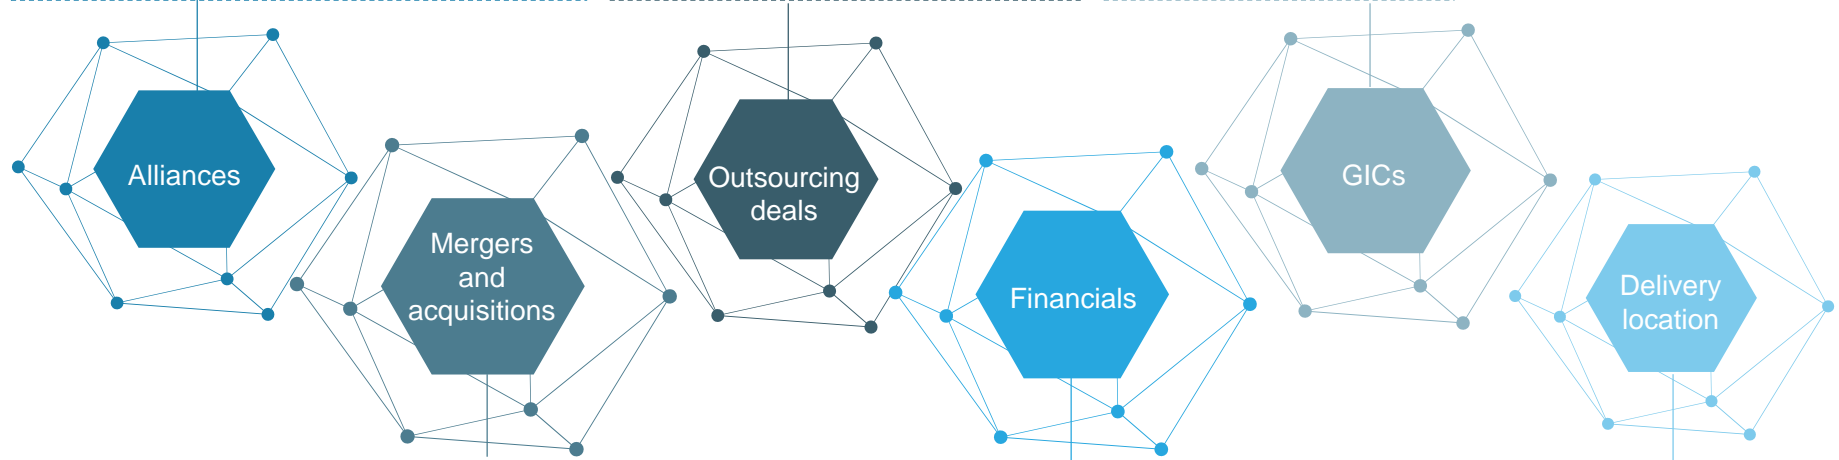 Alliances
Mergers
and
acquisitions
Outsourcing
deals
Financials
GICs
Delivery
location